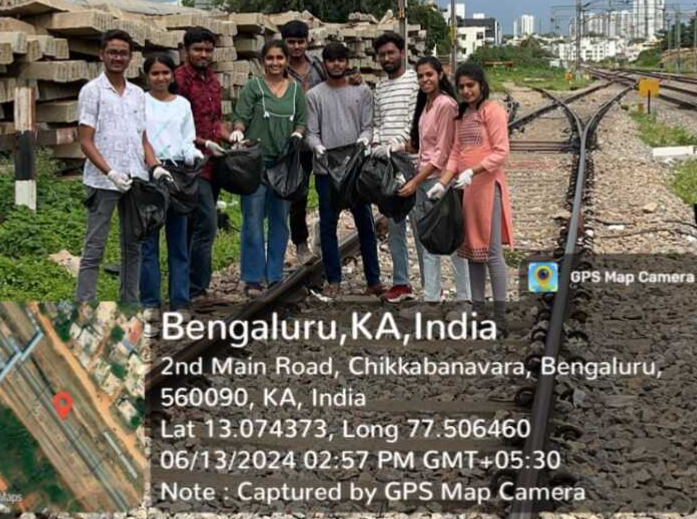 GPS Map Camera
Bengaluru,KA,India
2nd Main Road, Chikkabanavara, Bengaluru,
560090, KA, India
Lat 13.074373, Long 77.506460
06/13/2024 02:57 PM GMT+05:30
Note : Captured by GPS Map Camera
Maps